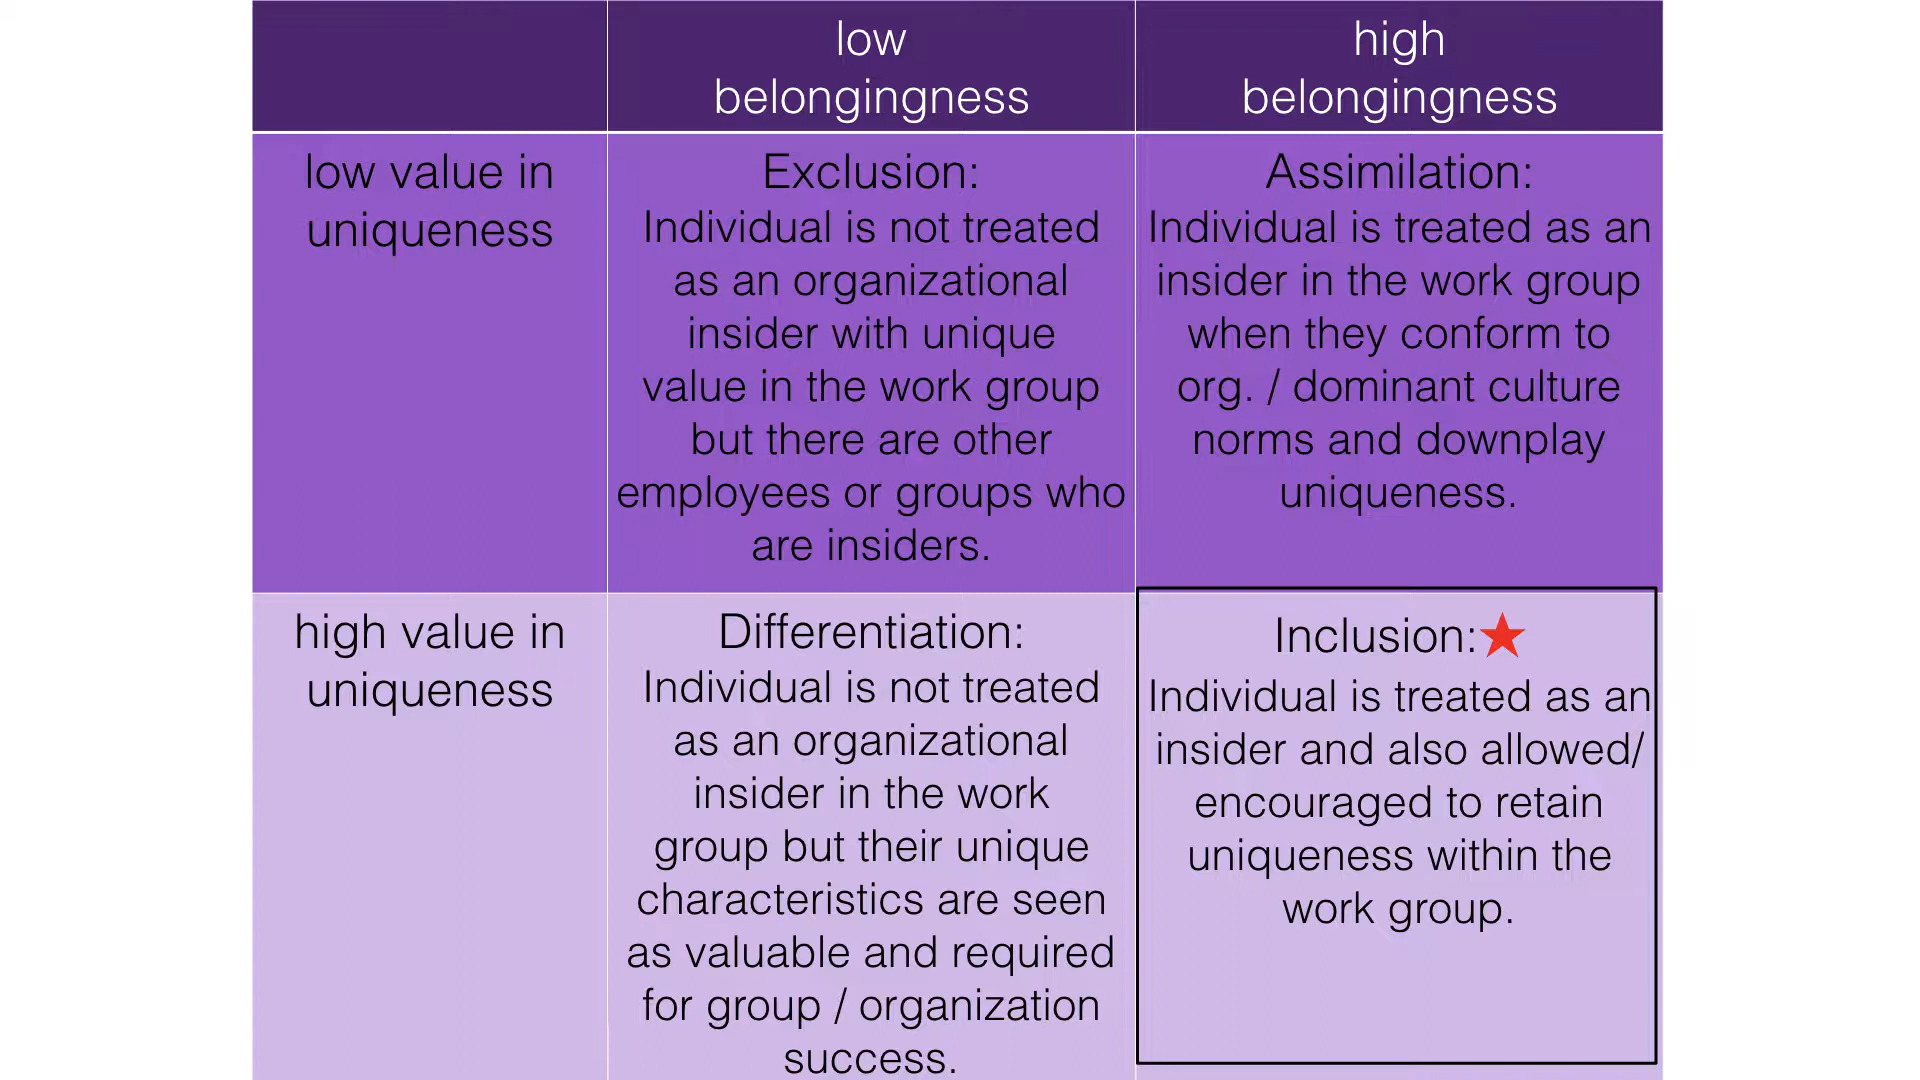 low
belongingness
high
belongingness
low value in
uniqueness
Exclusion:
Individual is not treated
as an organizational
insider with unique
value in the work group
but there are other
employees or groups who
are insiders.
Assimilation:
Individual is treated as an
insider in the work group
when they conform to
org. / dominant culture
norms and downplay
uniqueness.
high value in
uniqueness
Differentiation:
Individual is not treated
as an organizational
insider in the work
group but their unique
characteristics are seen
as valuable and required
for group / organization
success.
Inclusion:
Individual is treated as an
insider and also allowed/
encouraged to retain
uniqueness within the
work group.